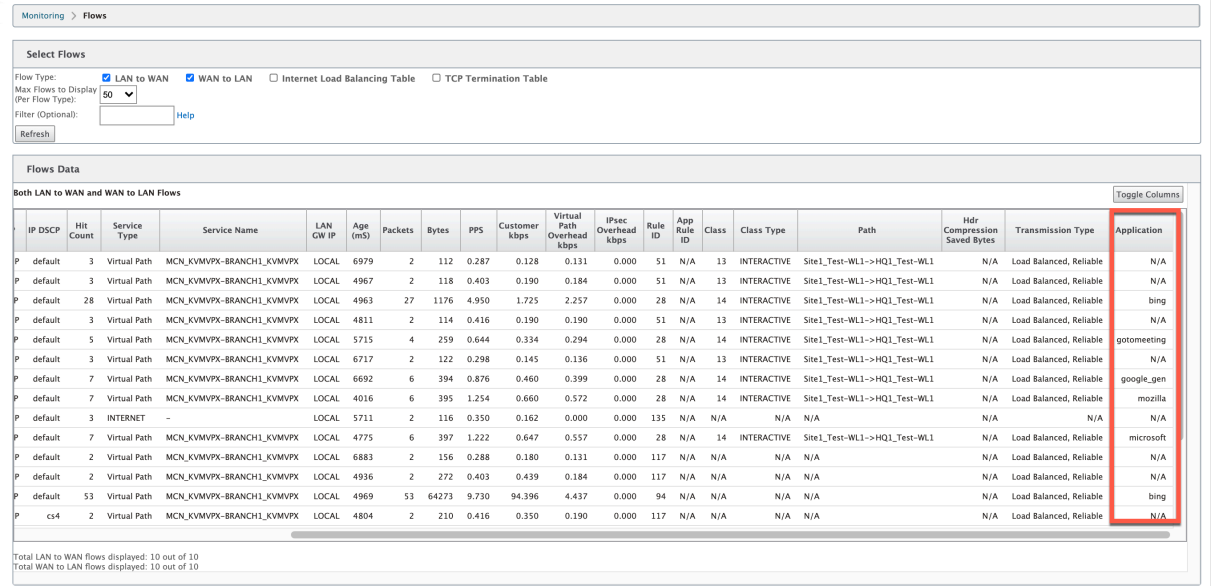 Monitoring > Flows
Select Flows
Flow Type: LAN to WAN WAN to LAN Internet Load Balancing Table TCP Termination Table
Max Flows to Display (Per Flow Type): 50
Filter (Optional): Help
Refresh
Flows Data
Both LAN to WAN and WAN to LAN Flows
Toggle Columns
IP DSCP Hit Count Service Type Service Name LAN GW IP Age (mS) Packets Bytes PPS Customer kbps Virtual Path Overhead kbps IPsec Overhead kbps Rule ID App Rule ID Class Class Type Path Hdr Compression Saved Bytes Transmission Type Application
P default 3 Virtual Path MCN_KVMVPX-BRANCH1_KVMVPX LOCAL 6979 2 112 0.287 0.128 0.131 0.000 51 N/A 13 INTERACTIVE Site1_Test-WL1->HQ1_Test-WL1 N/A Load Balanced, Reliable N/A
P default 3 Virtual Path MCN_KVMVPX-BRANCH1_KVMVPX LOCAL 4967 2 118 0.403 0.190 0.184 0.000 51 N/A 13 INTERACTIVE Site1_Test-WL1->HQ1_Test-WL1 N/A Load Balanced, Reliable N/A
P default 28 Virtual Path MCN_KVMVPX-BRANCH1_KVMVPX LOCAL 4963 27 1176 4.950 1.725 2.257 0.000 28 N/A 14 INTERACTIVE Site1_Test-WL1->HQ1_Test-WL1 N/A Load Balanced, Reliable bing
P default 3 Virtual Path MCN_KVMVPX-BRANCH1_KVMVPX LOCAL 4811 2 114 0.416 0.190 0.190 0.000 51 N/A 13 INTERACTIVE Site1_Test-WL1->HQ1_Test-WL1 N/A Load Balanced, Reliable N/A
P default 5 Virtual Path MCN_KVMVPX-BRANCH1_KVMVPX LOCAL 5715 4 259 0.644 0.334 0.294 0.000 28 N/A 14 INTERACTIVE Site1_Test-WL1->HQ1_Test-WL1 N/A Load Balanced, Reliable gotomeeting
P default 3 Virtual Path MCN_KVMVPX-BRANCH1_KVMVPX LOCAL 6717 2 122 0.298 0.145 0.136 0.000 51 N/A 13 INTERACTIVE Site1_Test-WL1->HQ1_Test-WL1 N/A Load Balanced, Reliable N/A
P default 7 Virtual Path MCN_KVMVPX-BRANCH1_KVMVPX LOCAL 6692 6 394 0.876 0.460 0.399 0.000 28 N/A 14 INTERACTIVE Site1_Test-WL1->HQ1_Test-WL1 N/A Load Balanced, Reliable google_gen
P default 7 Virtual Path MCN_KVMVPX-BRANCH1_KVMVPX LOCAL 4016 6 395 1.254 0.660 0.572 0.000 28 N/A 14 INTERACTIVE Site1_Test-WL1->HQ1_Test-WL1 N/A Load Balanced, Reliable mozilla
P default 3 INTERNET - LOCAL 5711 2 116 0.350 0.162 0.000 0.000 135 N/A N/A N/A N/A N/A N/A N/A
P default 7 Virtual Path MCN_KVMVPX-BRANCH1_KVMVPX LOCAL 4775 6 397 1.222 0.647 0.557 0.000 28 N/A 14 INTERACTIVE Site1_Test-WL1->HQ1_Test-WL1 N/A Load Balanced, Reliable microsoft
P default 2 Virtual Path MCN_KVMVPX-BRANCH1_KVMVPX LOCAL 6883 2 156 0.288 0.180 0.131 0.000 117 N/A N/A N/A N/A N/A Load Balanced, Reliable N/A
P default 2 Virtual Path MCN_KVMVPX-BRANCH1_KVMVPX LOCAL 4936 2 272 0.403 0.439 0.184 0.000 117 N/A N/A N/A N/A N/A Load Balanced, Reliable N/A
P default 53 Virtual Path MCN_KVMVPX-BRANCH1_KVMVPX LOCAL 4969 53 64273 9.730 94.396 4.437 0.000 94 N/A N/A N/A N/A N/A Load Balanced, Reliable bing
P cs4 2 Virtual Path MCN_KVMVPX-BRANCH1_KVMVPX LOCAL 4804 2 210 0.416 0.350 0.190 0.000 117 N/A N/A N/A N/A N/A Load Balanced, Reliable N/A
Total LAN to WAN flows displayed: 10 out of 10
Total WAN to LAN flows displayed: 10 out of 10